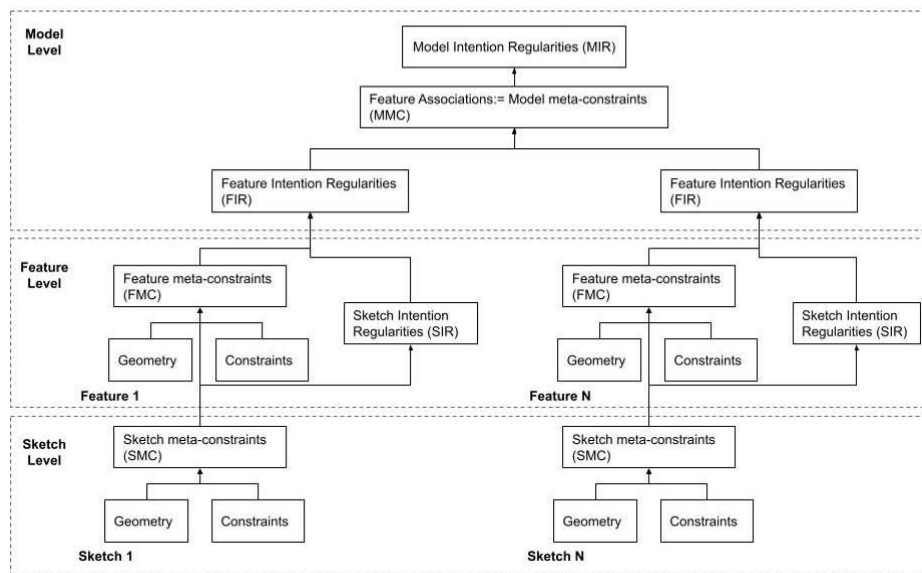 Model
Level
Model Intention Regularities (MIR)
Feature Associations:= Model meta-constraints
(MMC)
Feature Intention Regularities
(FIR)
Feature Intention Regularities
(FIR)
Feature
Level
Feature meta-constraints
(FMC)
Sketch Intention
Regularities (SIR)
Geometry
Constraints
Feature 1
Feature meta-constraints
(FMC)
Sketch Intention
Regularities (SIR)
Geometry
Constraints
Feature N
Sketch
Level
Sketch meta-constraints
(SMC)
Geometry
Constraints
Sketch 1
Sketch meta-constraints
(SMC)
Geometry
Constraints
Sketch N